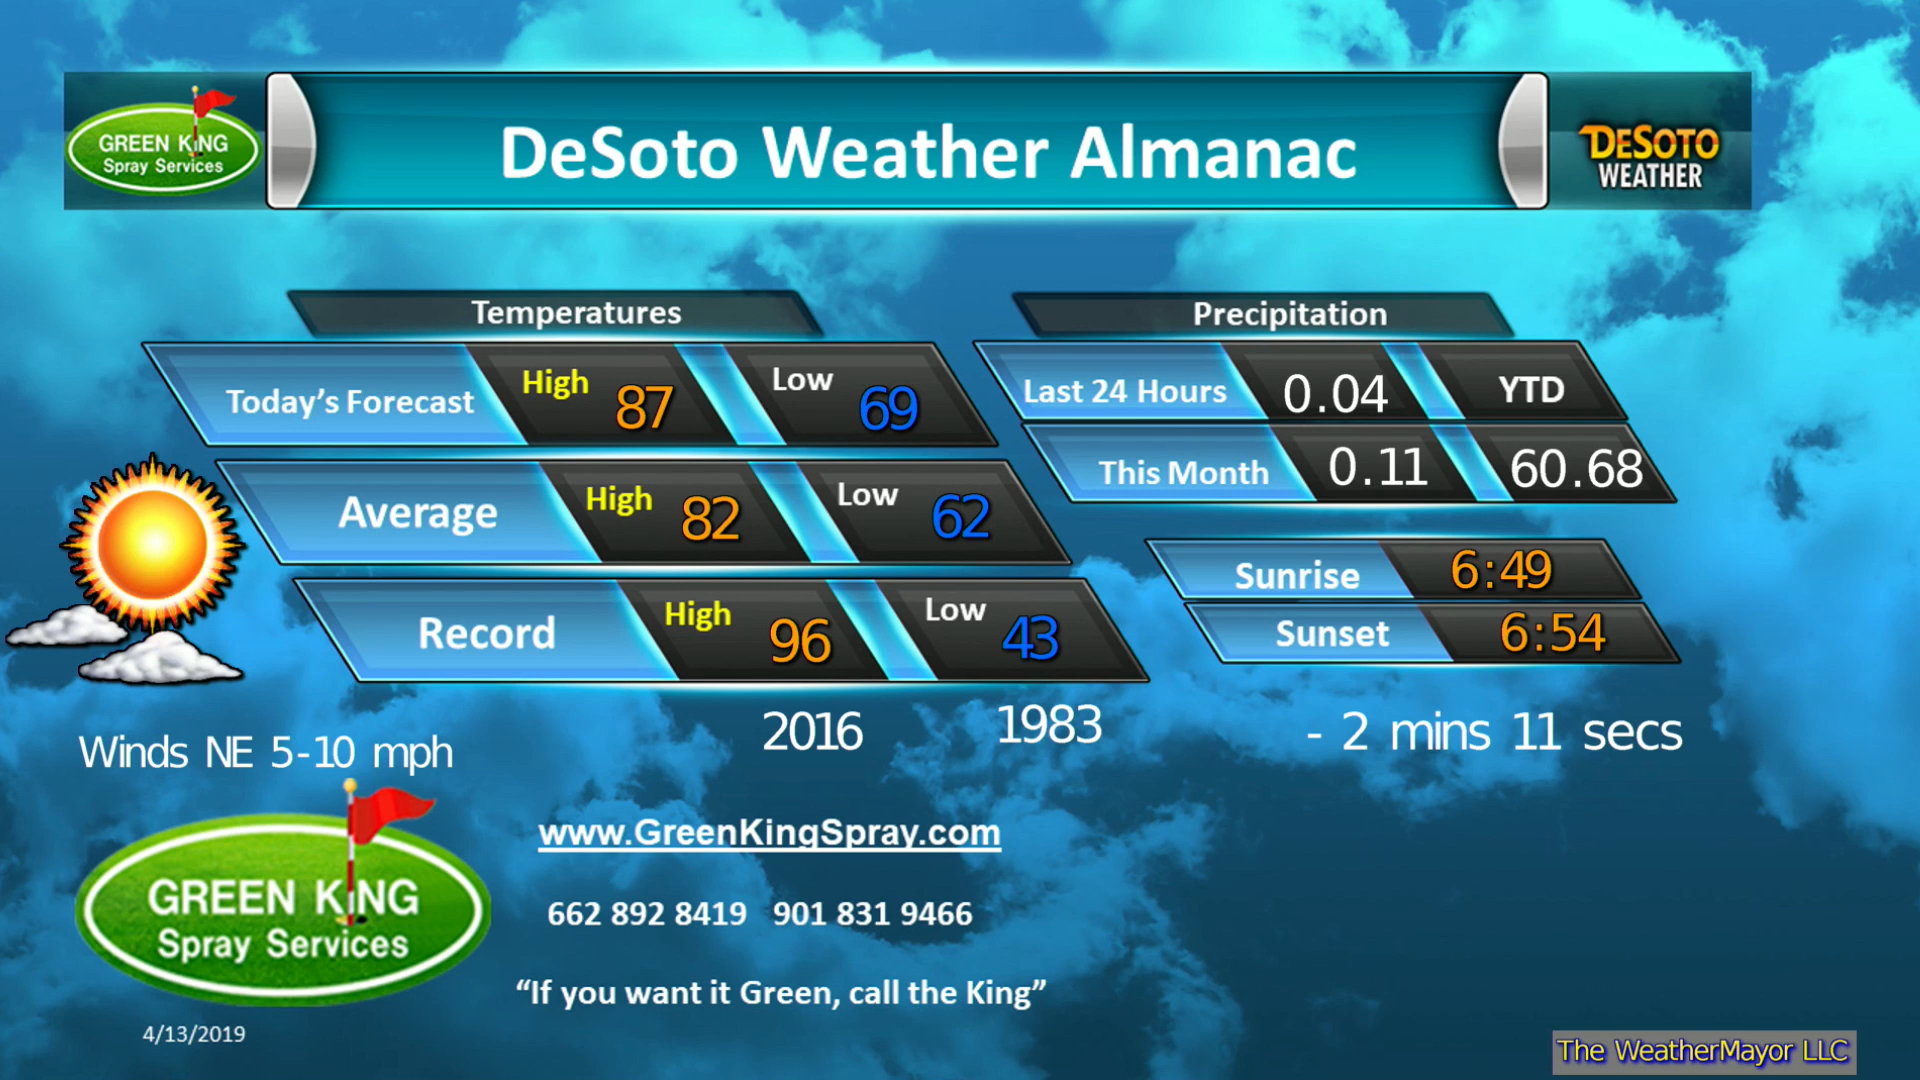 GREEN KING
Spray Services
DeSoto Weather Almanac
DESOTO
WEATHER
Temperatures
Today's Forecast High 87 Low 69
Average High 82 Low 62
Record High 96 Low 43
2016 1983
Precipitation
Last 24 Hours 0.04 YTD
This Month 0.11 60.68
Sunrise 6:49
Sunset 6:54
- 2 mins 11 secs
Winds NE 5-10 mph
GREEN KING
Spray Services
www.GreenKingSpray.com
662 892 8419 901 831 9466
“If you want it Green, call the King”
4/13/2019
The WeatherMayor LLC